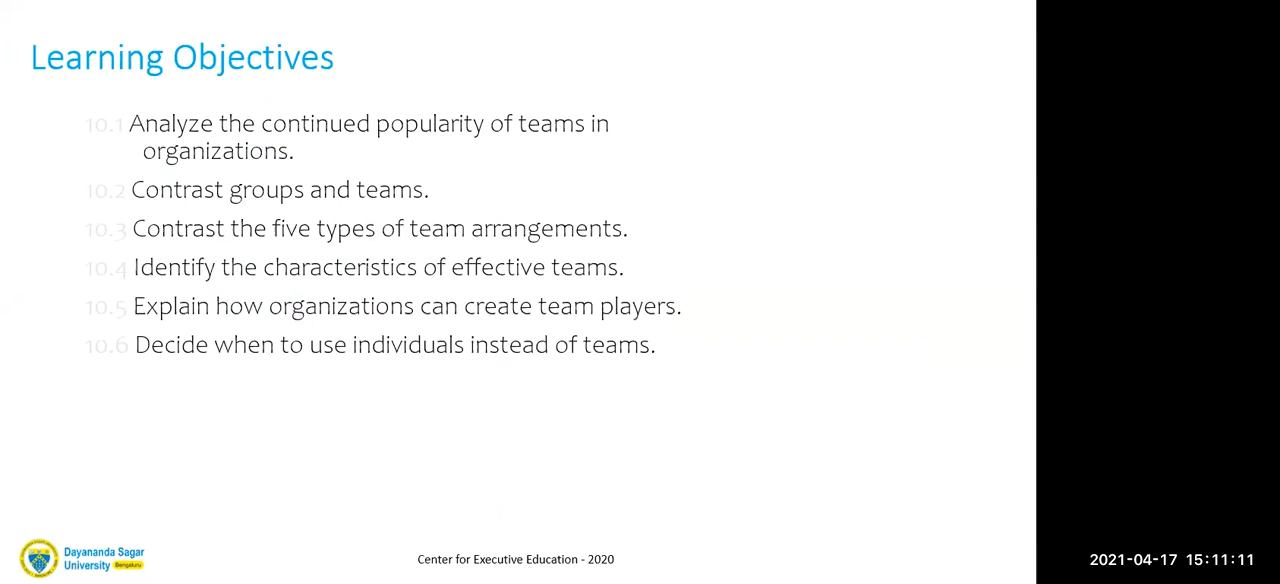 Learning Objectives
10.1 Analyze the continued popularity of teams in
organizations.
10.2 Contrast groups and teams.
10.3 Contrast the five types of team arrangements.
10.4 Identify the characteristics of effective teams.
10.5 Explain how organizations can create team players.
10.6 Decide when to use individuals instead of teams.
Dayananda Sagar
University Bengaluru
Center for Executive Education - 2020
2021-04-17 15:11:11